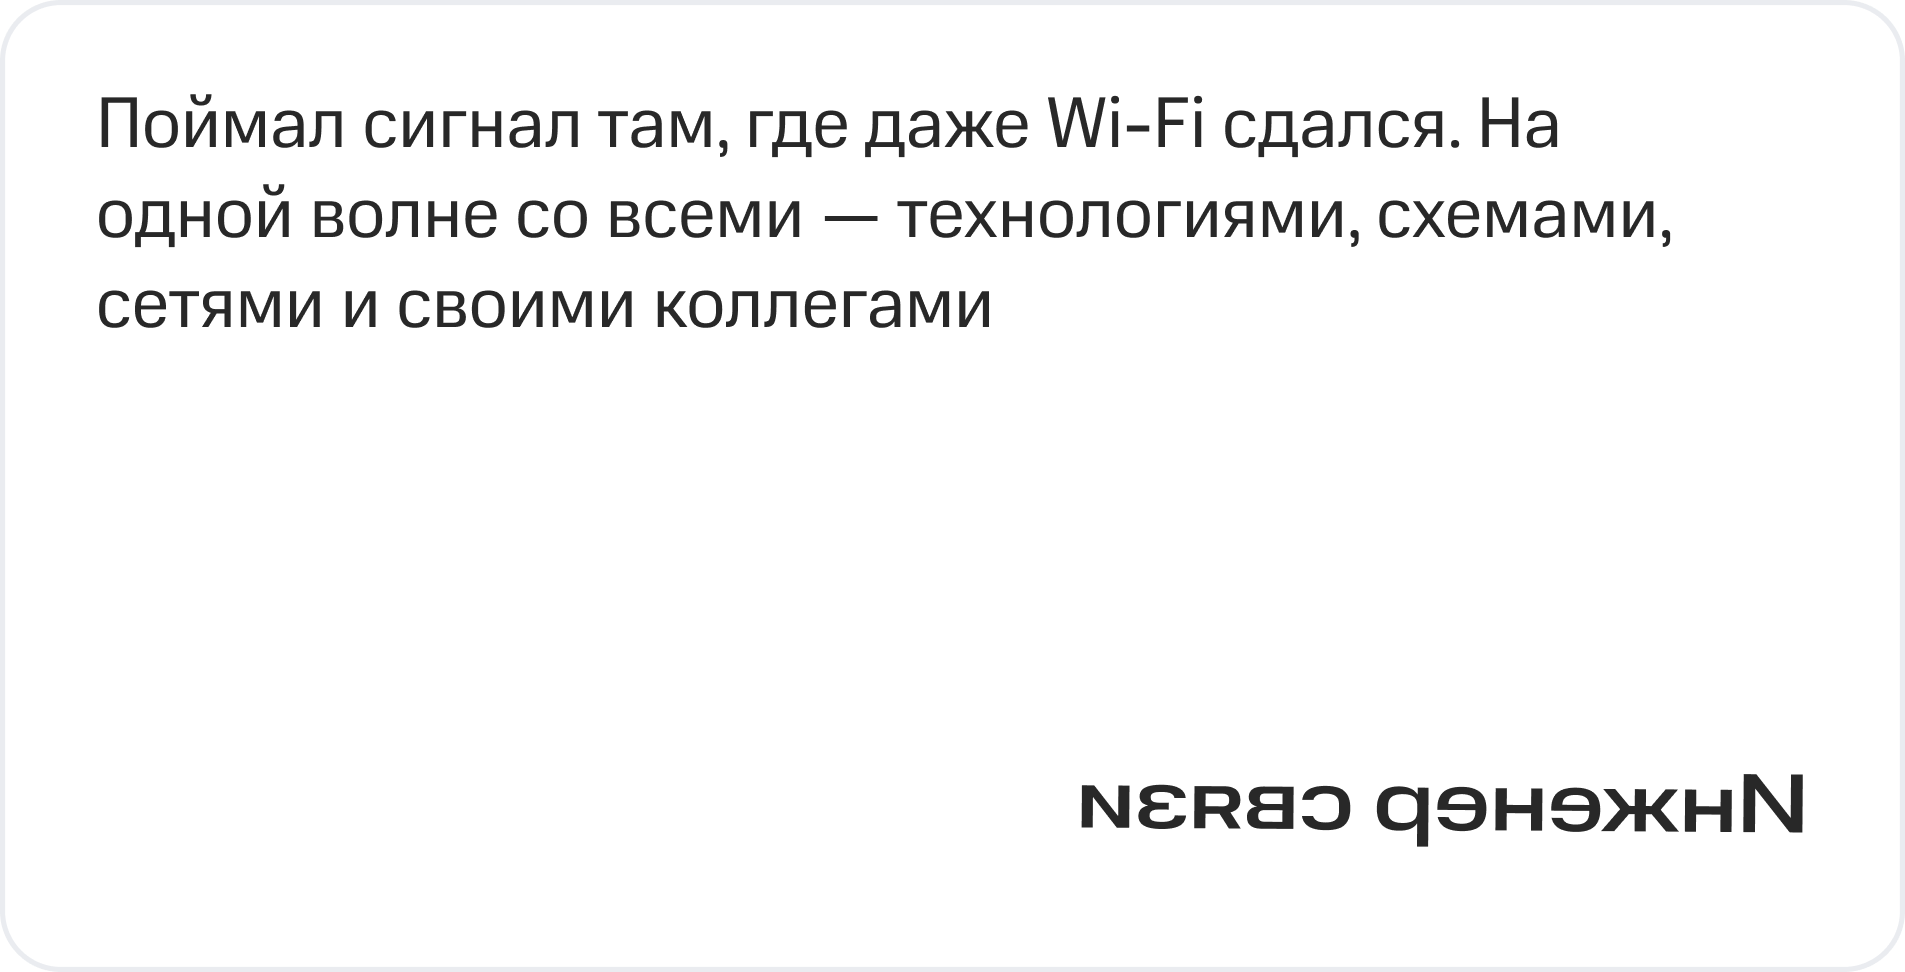 Поймал сигнал там, где даже Wi-Fi сдался. На
одной волне со всеми — технологиями, схемами,
сетями и своими коллегами
Инженер связи